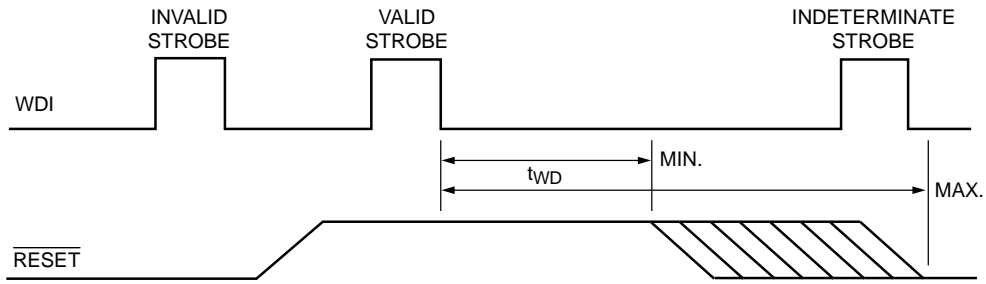 INVALID
STROBE
VALID
STROBE
INDETERMINATE
STROBE
WDI
MIN.
tWD
MAX.
RESET